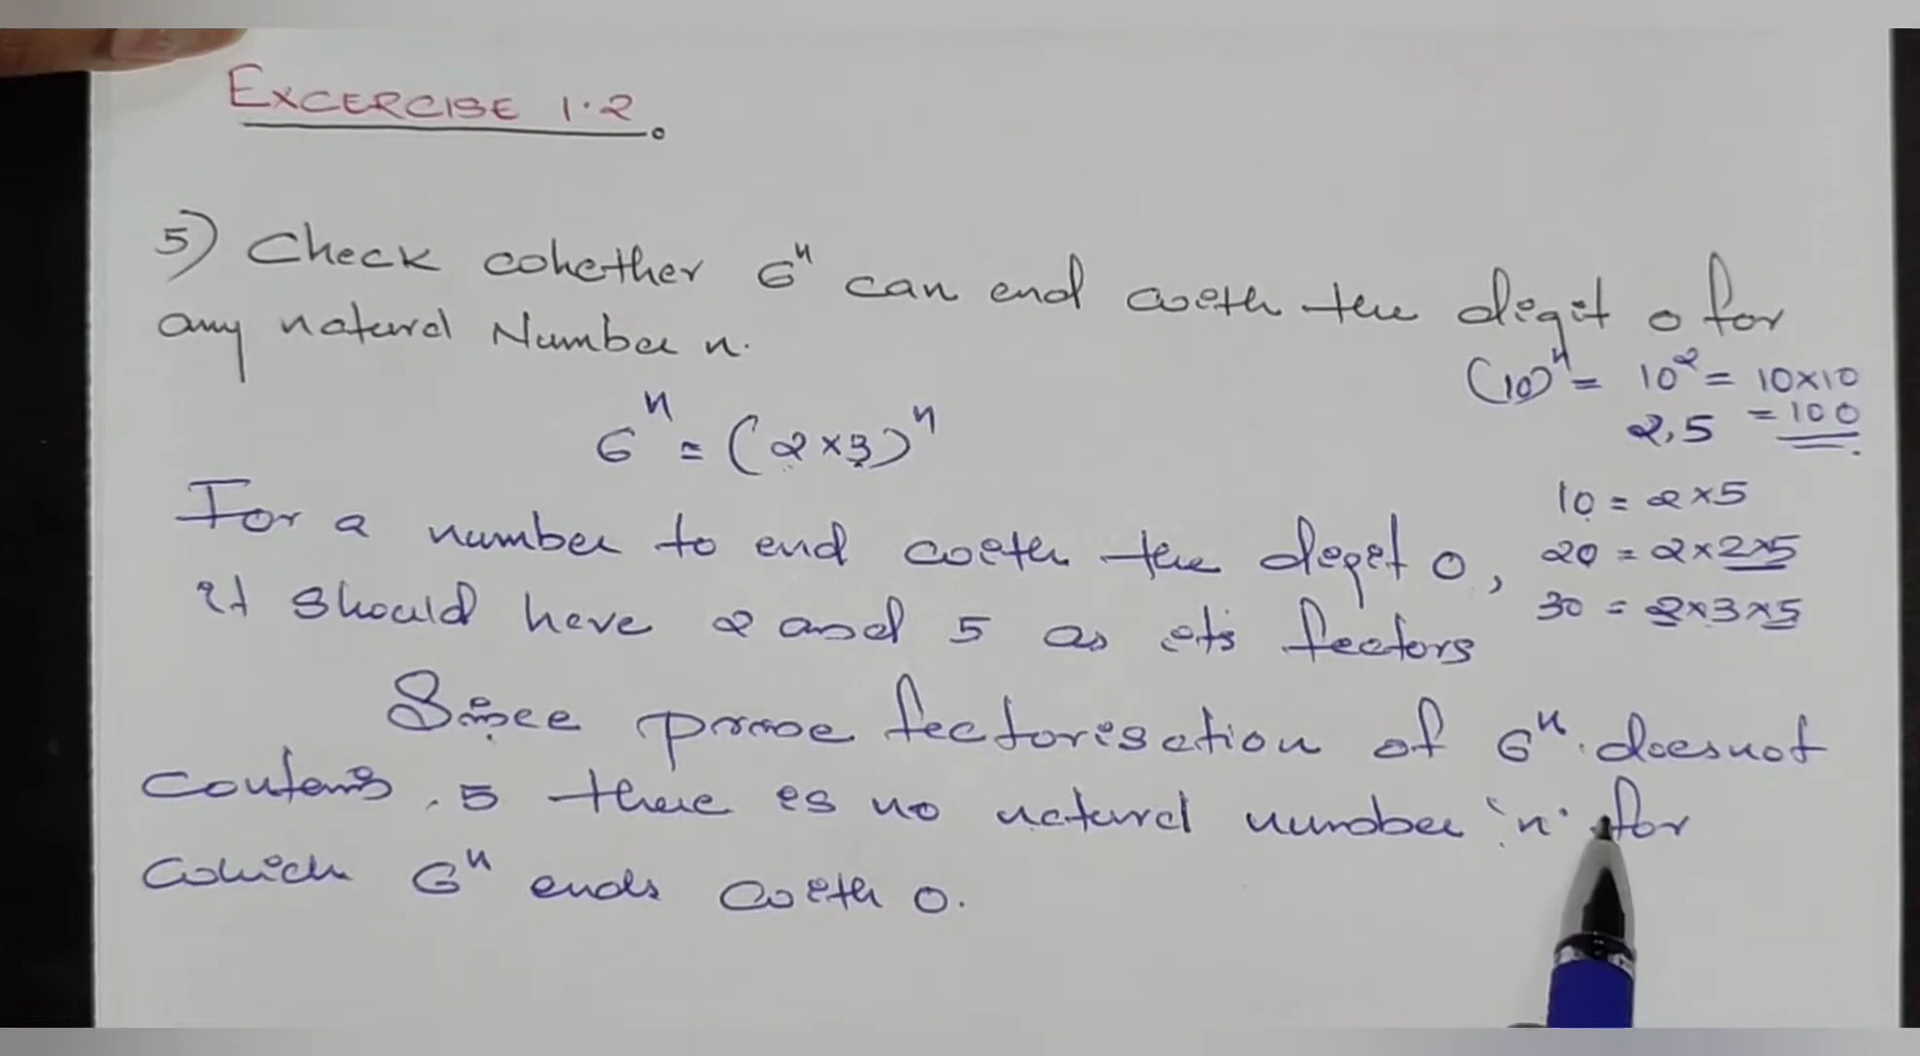 EXCERCISE 1.2.
5) Check whether 6ⁿ can end with the digit 0 for
any natural Number n.
(10)ⁿ = 10² = 10×10
2,5 = 100
6ⁿ = (2×3)ⁿ
10 = 2×5
For a number to end with the digit 0,
20 = 2×2×5
it should have 2 and 5 as its factors
30 = 2×3×5
Since prime factorisation of 6ⁿ does not
contains 5 there is no natural number 'n' for
which 6ⁿ ends with 0.